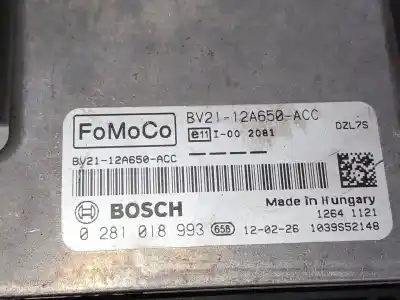 FoMoCo
BV21-12A650-ACC
e11 I-00 2081
DZL7S
BV21-12A650-ACC
BOSCH
Made in Hungary
1264 1121
0 281 018 993 658 12-02-26 1039S52148